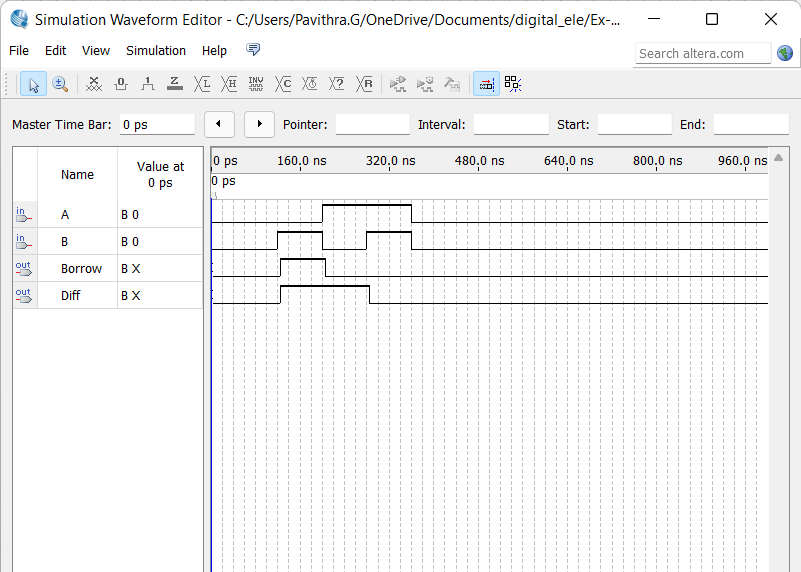 Simulation Waveform Editor - C:/Users/Pavithra.G/OneDrive/Documents/digital_ele/Ex-...
File Edit View Simulation Help
Search altera.com
Master Time Bar: 0 ps Pointer: Interval: Start: End:
Name Value at 0 ps
0 ps 160.0 ns 320.0 ns 480.0 ns 640.0 ns 800.0 ns 960.0 ns
0 ps
in A B 0
in B B 0
out Borrow B X
out Diff B X